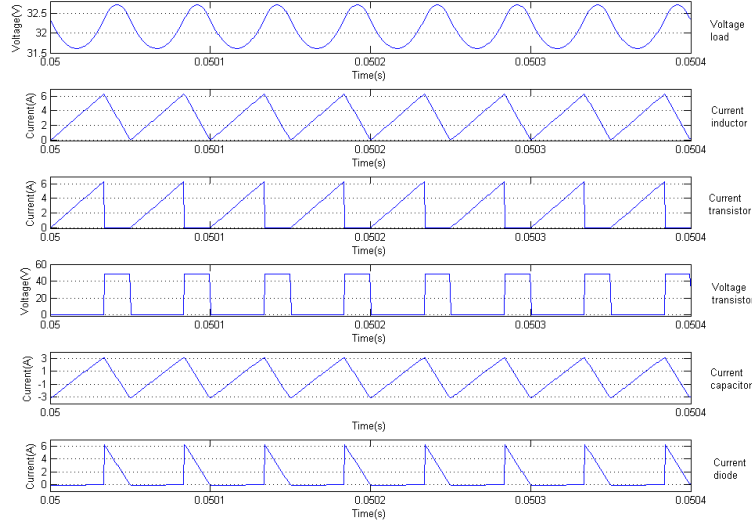 32.5
32
31.5
Voltage(V)
0.05 0.0501 0.0502 0.0503 0.0504
Time(s)
Voltage
load
6
4
2
0
Current(A)
0.05 0.0501 0.0502 0.0503 0.0504
Time(s)
Current
inductor
6
4
2
0
Current(A)
0.05 0.0501 0.0502 0.0503 0.0504
Time(s)
Current
transistor
60
40
20
0
Voltage(V)
0.05 0.0501 0.0502 0.0503 0.0504
Time(s)
Voltage
transistor
3
1
-1
-3
Current(A)
0.05 0.0501 0.0502 0.0503 0.0504
Time(s)
Current
capacitor
6
4
2
0
Current(A)
0.05 0.0501 0.0502 0.0503 0.0504
Time(s)
Current
diode